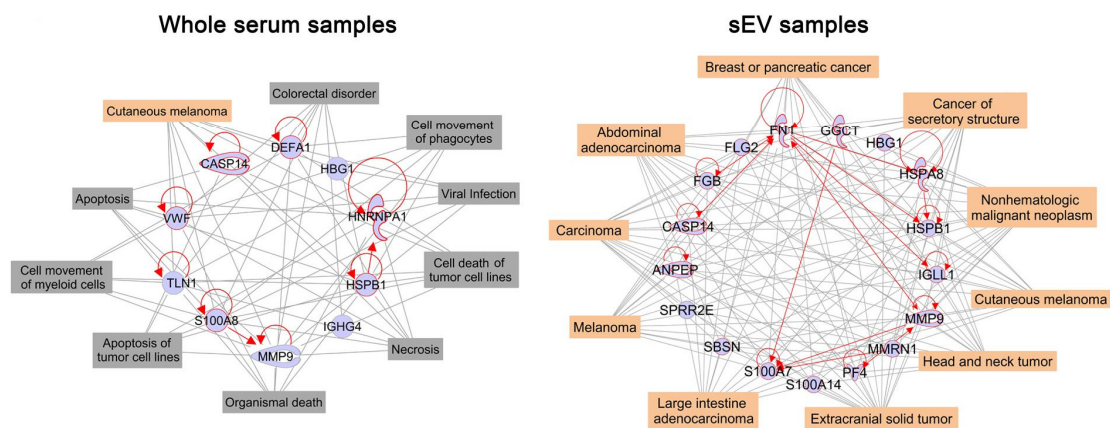 Whole serum samples
Colorectal disorder
Cutaneous melanoma
Cell movement
of phagocytes
DEFA1
CASP14
HBG1
Apoptosis
Viral Infection
VWF
HNRNPA1
Cell movement
of myeloid cells
TLN1
HSPB1
Cell death of
tumor cell lines
S100A8
IGHG4
Apoptosis of
tumor cell lines
MMP9
Necrosis
Organismal death
sEV samples
Breast or pancreatic cancer
Abdominal
adenocarcinoma
FN1
GGCT
Cancer of
secretory structure
FLG2
HBG1
FGB
HSPA8
Carcinoma
CASP14
HSPB1
Nonhematologic
malignant neoplasm
ANPEP
IGLL1
Melanoma
SPRR2E
MMP9
Cutaneous melanoma
SBSN
MMRN1
Head and neck tumor
S100A7
S100A14
PF4
Large intestine
adenocarcinoma
Extracranial solid tumor